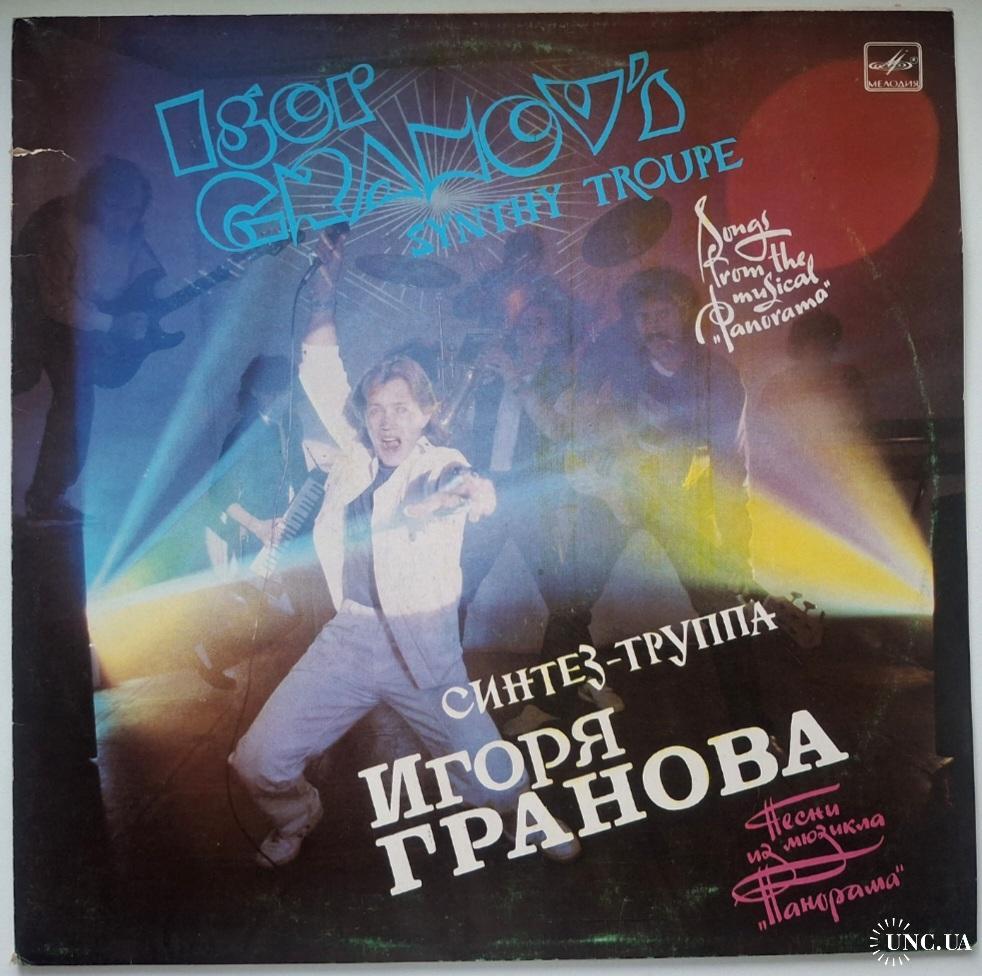 МЕЛОДИЯ
Igor
GRANOV's
SYNTHY TROUPE
Songs
from the
musical
„Panorama"
СИНТЕЗ-ТРУППА
ИГОРЯ
ГРАНОВА
Песни
из мюзикла
„Панорама"
UNC.UA